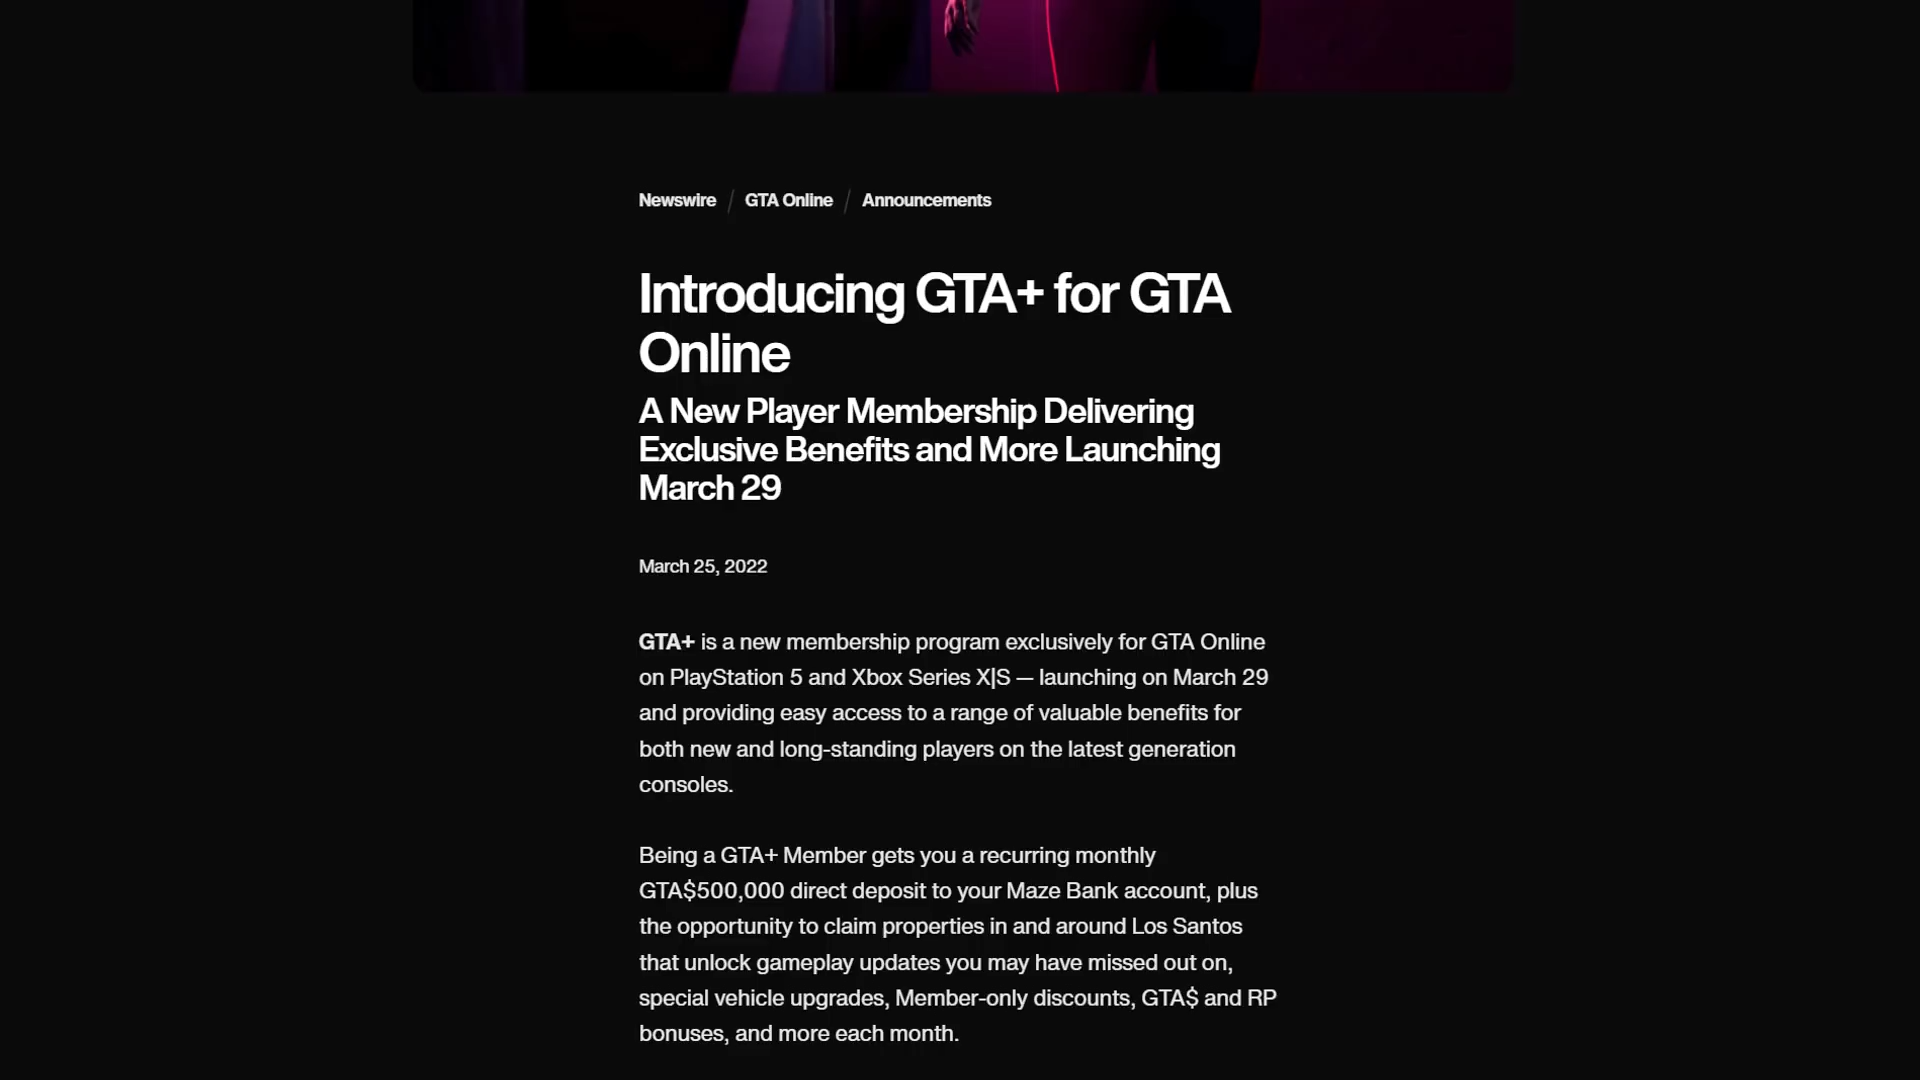 Newswire / GTA Online / Announcements
Introducing GTA+ for GTA
Online
A New Player Membership Delivering
Exclusive Benefits and More Launching
March 29
March 25, 2022
GTA+ is a new membership program exclusively for GTA Online
on PlayStation 5 and Xbox Series X|S — launching on March 29
and providing easy access to a range of valuable benefits for
both new and long-standing players on the latest generation
consoles.
Being a GTA+ Member gets you a recurring monthly
GTA$500,000 direct deposit to your Maze Bank account, plus
the opportunity to claim properties in and around Los Santos
that unlock gameplay updates you may have missed out on,
special vehicle upgrades, Member-only discounts, GTA$ and RP
bonuses, and more each month.